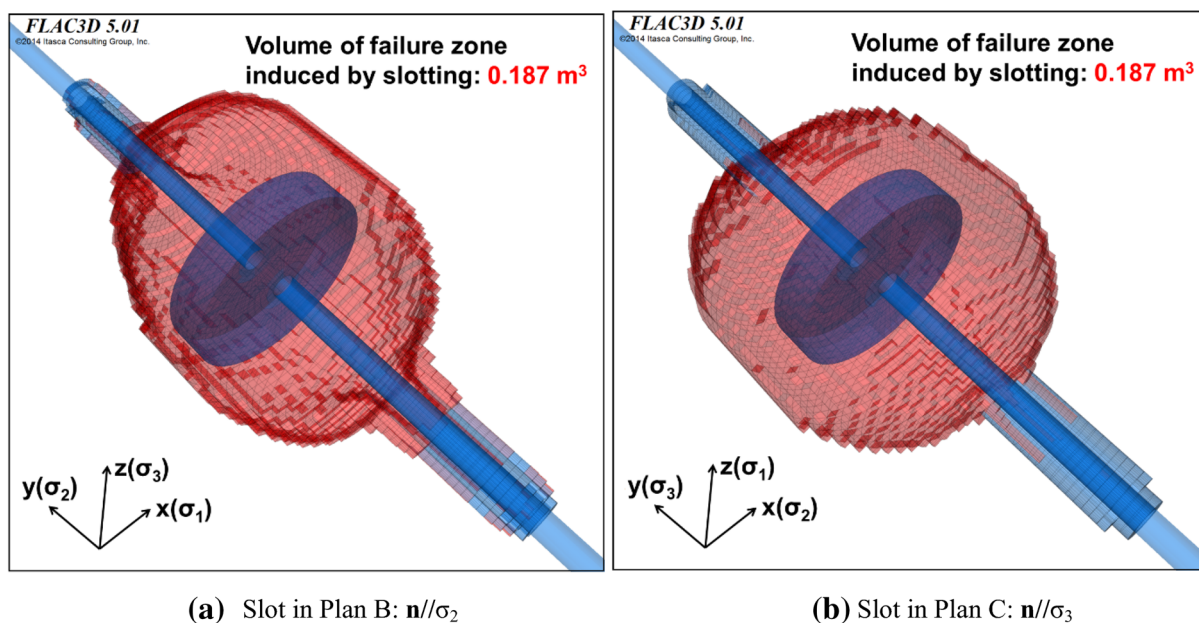 FLAC3D 5.01
©2014 Itasca Consulting Group, Inc.
Volume of failure zone
induced by slotting: 0.187 m³
z(σ₃)
y(σ₂)
x(σ₁)
(a) Slot in Plan B: n//σ₂
FLAC3D 5.01
©2014 Itasca Consulting Group, Inc.
Volume of failure zone
induced by slotting: 0.187 m³
z(σ₁)
y(σ₃)
x(σ₂)
(b) Slot in Plan C: n//σ₃